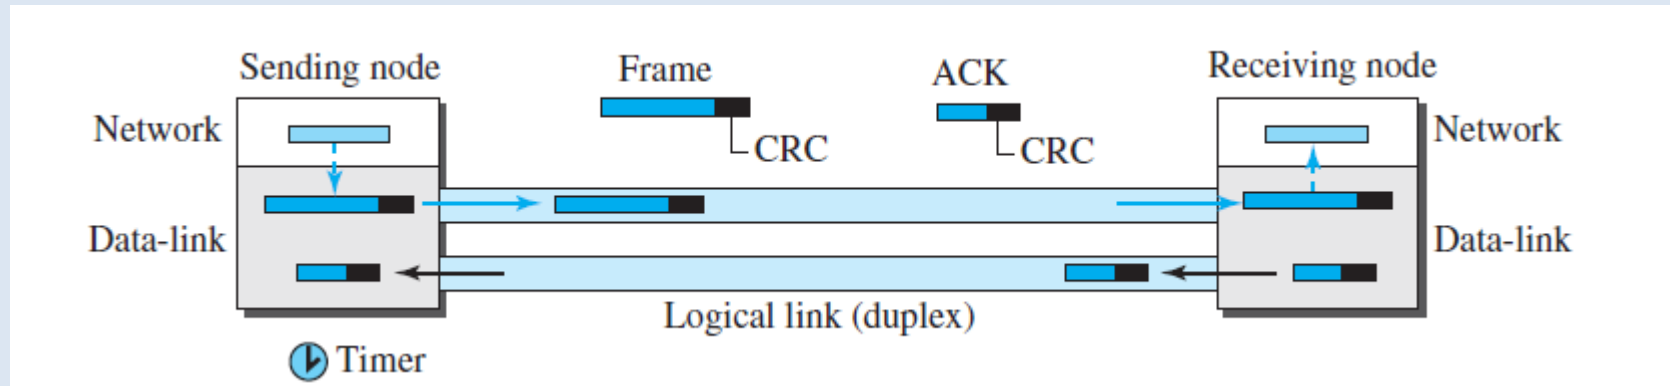 Sending node
Frame
ACK
Receiving node
Network
CRC
CRC
Network
Data-link
Data-link
Logical link (duplex)
Timer